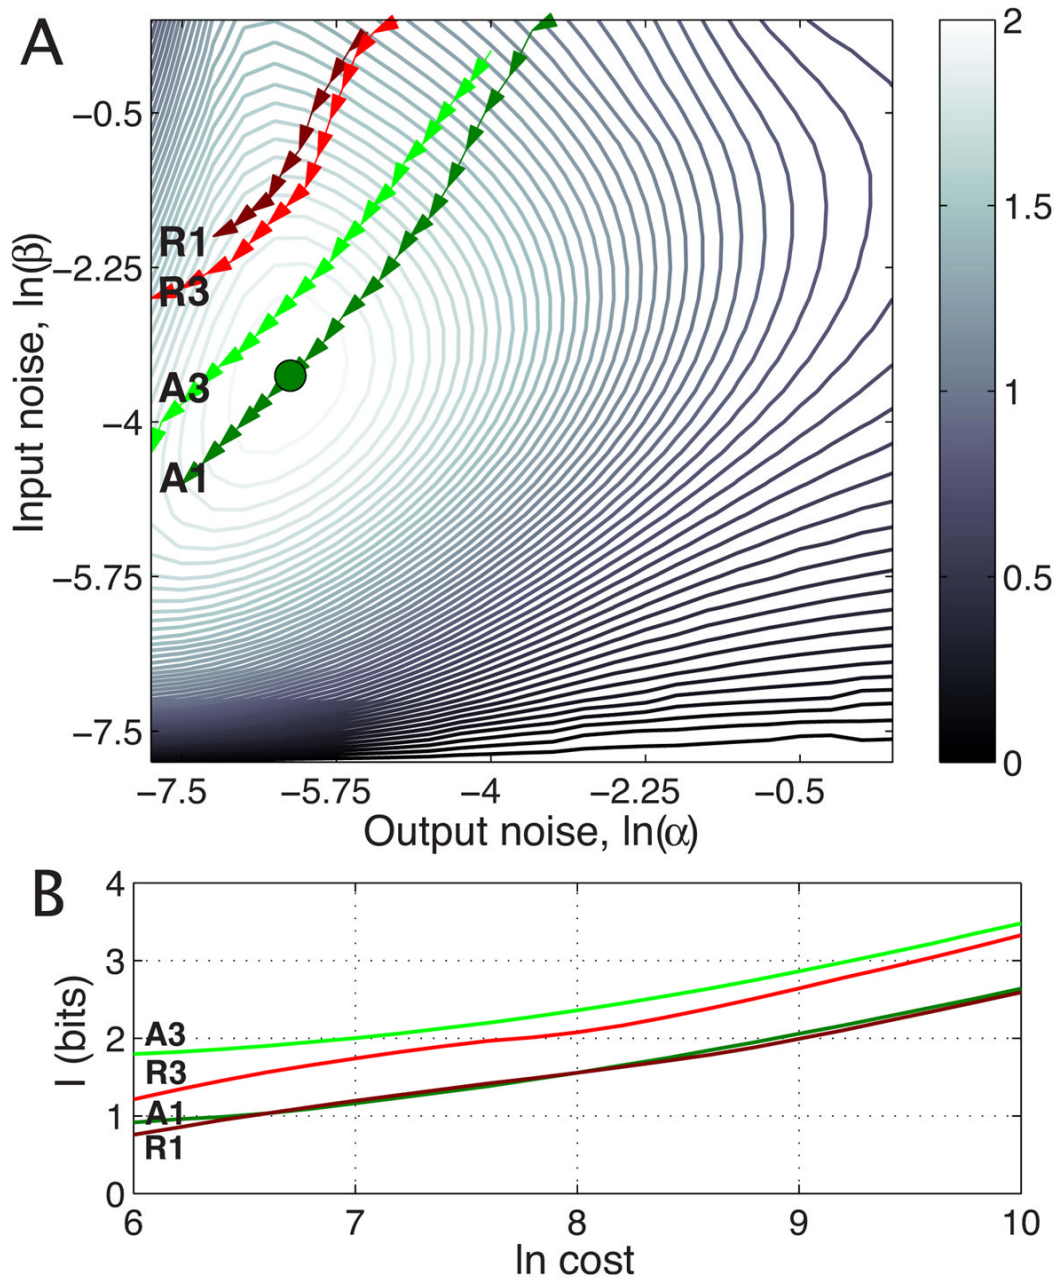 A
2
−0.5
1.5
R1
−2.25
R3
Input noise, ln(β)
1
A3
−4
A1
−5.75
0.5
−7.5
0
−7.5 −5.75 −4 −2.25 −0.5
Output noise, ln(α)
B
4
3
I (bits)
A3
2
R3
A1
1
R1
0
6 7 8 9 10
ln cost